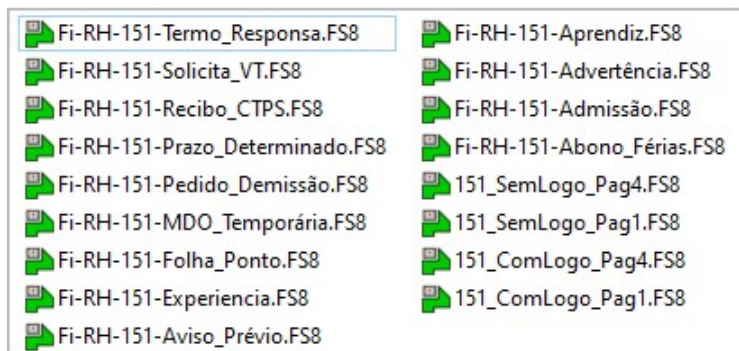 Fi-RH-151-Termo_Responsa.FS8
Fi-RH-151-Solicita_VT.FS8
Fi-RH-151-Recibo_CTPS.FS8
Fi-RH-151-Prazo_Determinado.FS8
Fi-RH-151-Pedido_Demissão.FS8
Fi-RH-151-MDO_Temporária.FS8
Fi-RH-151-Folha_Ponto.FS8
Fi-RH-151-Experiencia.FS8
Fi-RH-151-Aviso_Prévio.FS8
Fi-RH-151-Aprendiz.FS8
Fi-RH-151-Advertência.FS8
Fi-RH-151-Admissão.FS8
Fi-RH-151-Abono_Férias.FS8
151_SemLogo_Pag4.FS8
151_SemLogo_Pag1.FS8
151_ComLogo_Pag4.FS8
151_ComLogo_Pag1.FS8